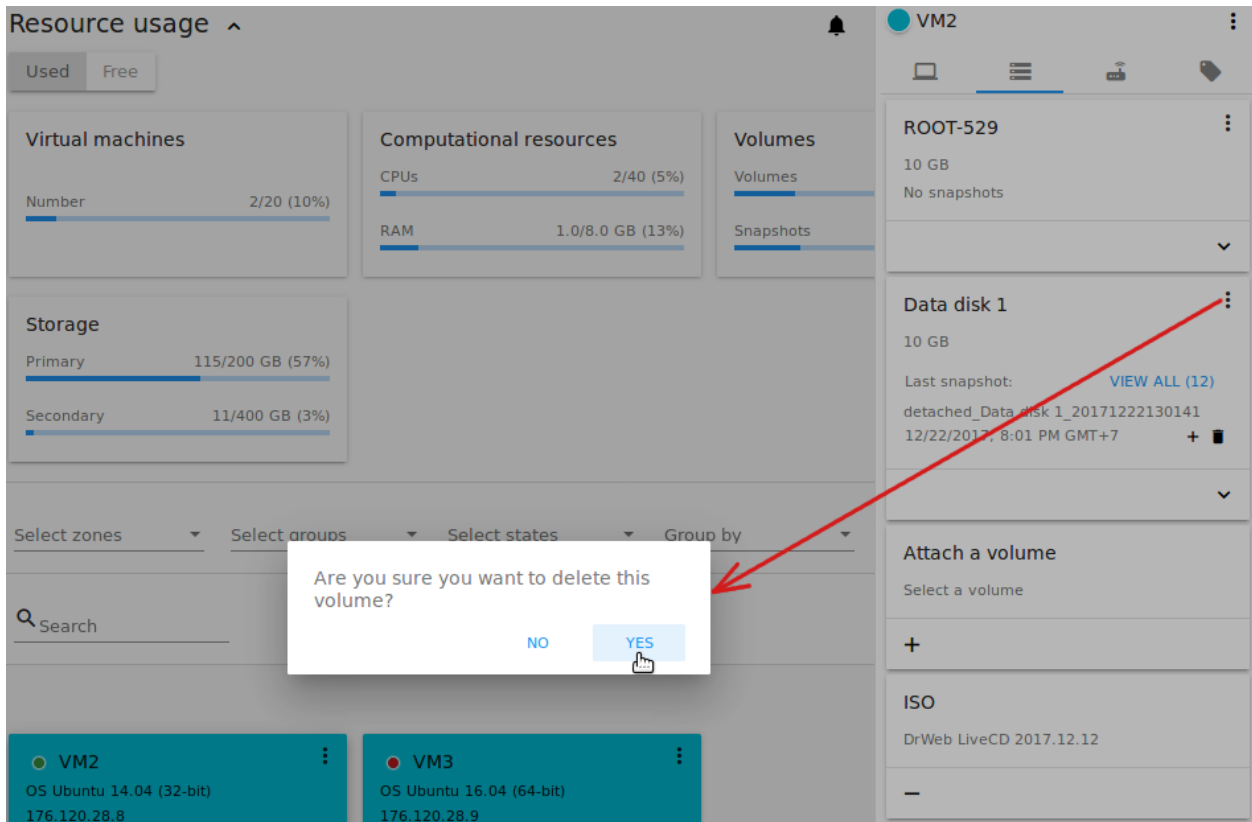 Resource usage
Used Free
Virtual machines
Number 2/20 (10%)
Computational resources
CPUs 2/40 (5%)
RAM 1.0/8.0 GB (13%)
Volumes
Volumes
Snapshots
Storage
Primary 115/200 GB (57%)
Secondary 11/400 GB (3%)
Select zones Select groups Select states Group by
Search
Are you sure you want to delete this
volume?
NO YES
VM2
OS Ubuntu 14.04 (32-bit)
176.120.28.8
VM3
OS Ubuntu 16.04 (64-bit)
176.120.28.9
VM2
ROOT-529
10 GB
No snapshots
Data disk 1
10 GB
Last snapshot: VIEW ALL (12)
detached_Data disk 1_20171222130141
12/22/2017, 8:01 PM GMT+7
Attach a volume
Select a volume
ISO
DrWeb LiveCD 2017.12.12